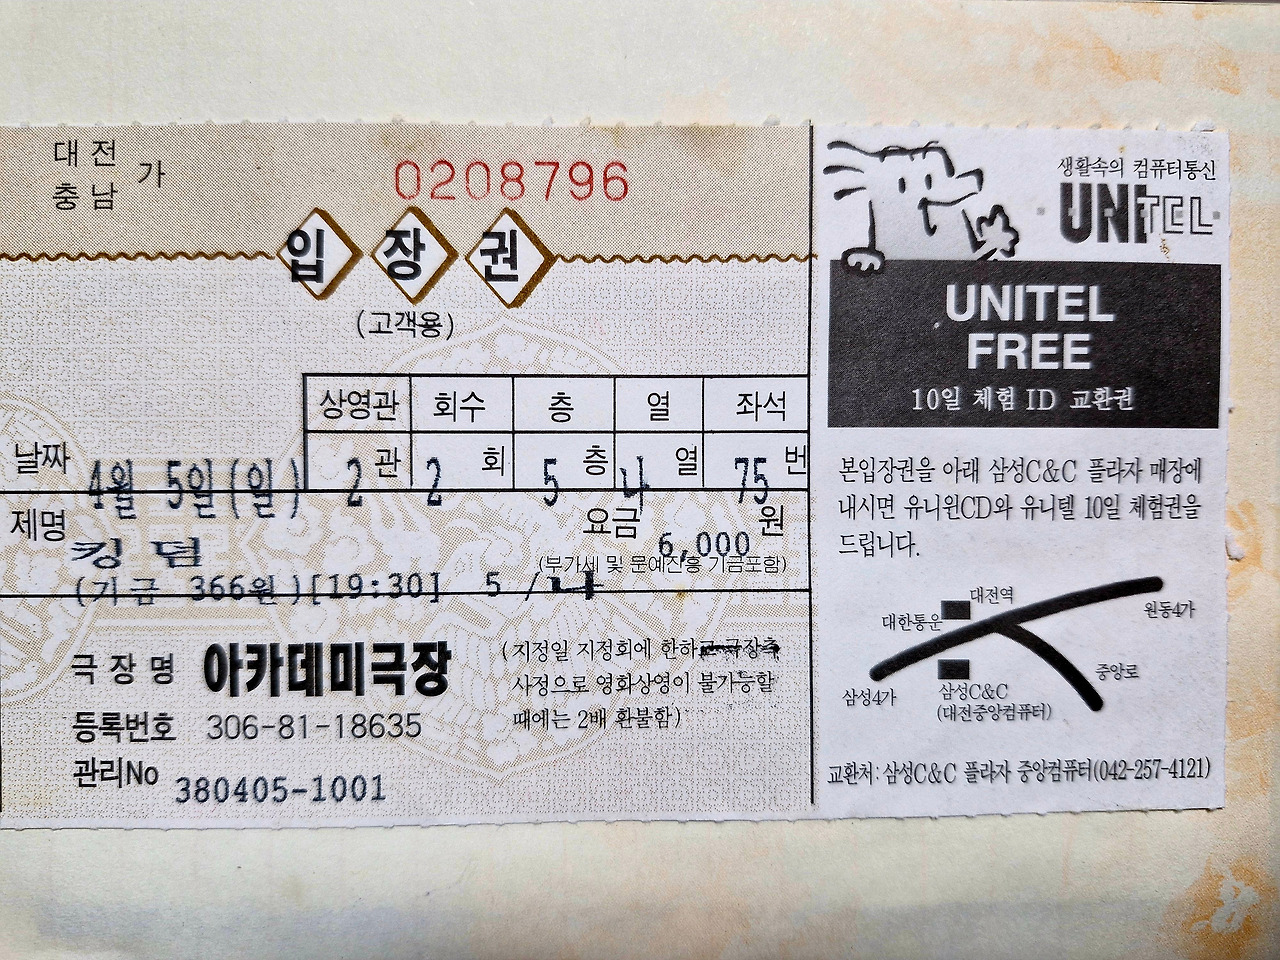 대전 가
충남
0208796
입장권
(고객용)
상영관 회수 층 열 좌석
날짜 4월 5일(일) 2관 2회 5층 나열 75번
제명 킹덤
요금 6,000원
(부가세 및 문예진흥 기금포함)
(기금 366원)[19:30] 5 /나
극장명 아카데미극장
등록번호 306-81-18635
관리No 380405-1001
(지정일 지정회에 한하
사정으로 영화상영이 불가능할
때에는 2배 환불함)
생활속의 컴퓨터통신
UNITEL
UNITEL
FREE
10일 체험 ID 교환권
본입장권을 아래 삼성C&C 플라자 매장에
내시면 유니윈CD와 유니텔 10일 체험권을
드립니다.
대전역
대한통운
원동4가
중앙로
삼성4가
삼성C&C
(대전중앙컴퓨터)
교환처: 삼성C&C 플라자 중앙컴퓨터(042-257-4121)